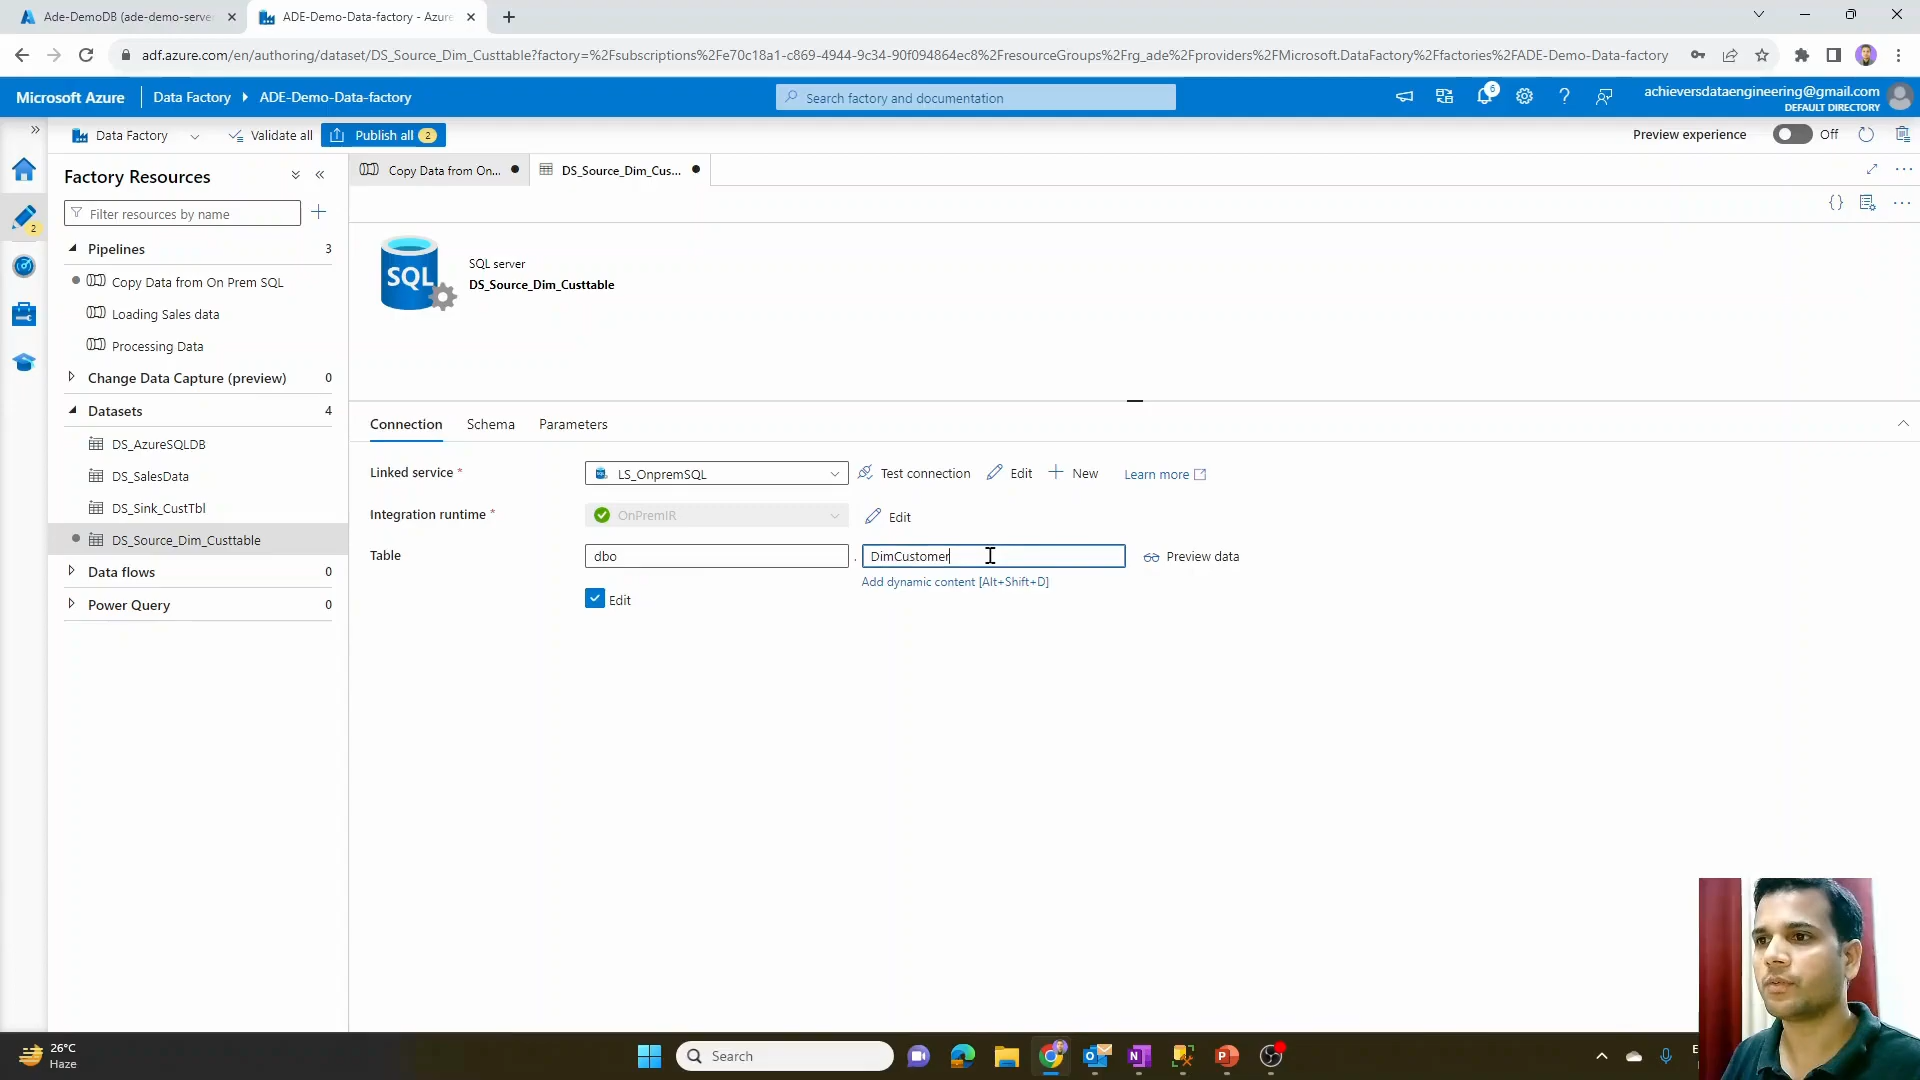 Ade-DemoDB (ade-demo-server
ADE-Demo-Data-factory - Azure
adf.azure.com/en/authoring/dataset/DS_Source_Dim_Custtable?factory=%2Fsubscriptions%2Fe70c18a1-c869-4944-9c34-90f094864ec8%2FresourceGroups%2Frg_ade%2Fproviders%2FMicrosoft.DataFactory%2Ffactories%2FADE-Demo-Data-factory
Microsoft Azure
Data Factory
ADE-Demo-Data-factory
Search factory and documentation
6
achieversdataengineering@gmail.com
DEFAULT DIRECTORY
Data Factory
Validate all
Publish all 2
Preview experience
Off
Factory Resources
Filter resources by name
2
Pipelines 3
Copy Data from On Prem SQL
Loading Sales data
Processing Data
Change Data Capture (preview) 0
Datasets 4
DS_AzureSQLDB
DS_SalesData
DS_Sink_CustTbl
DS_Source_Dim_Custtable
Data flows 0
Power Query 0
Copy Data from On...
DS_Source_Dim_Cus...
{}
SQL
SQL server
DS_Source_Dim_Custtable
Connection
Schema
Parameters
Linked service *
LS_OnpremSQL
Test connection
Edit
New
Learn more
Integration runtime *
OnPremIR
Edit
Table
dbo
.
DimCustomer
Preview data
Add dynamic content [Alt+Shift+D]
Edit
26°C
Haze
Search